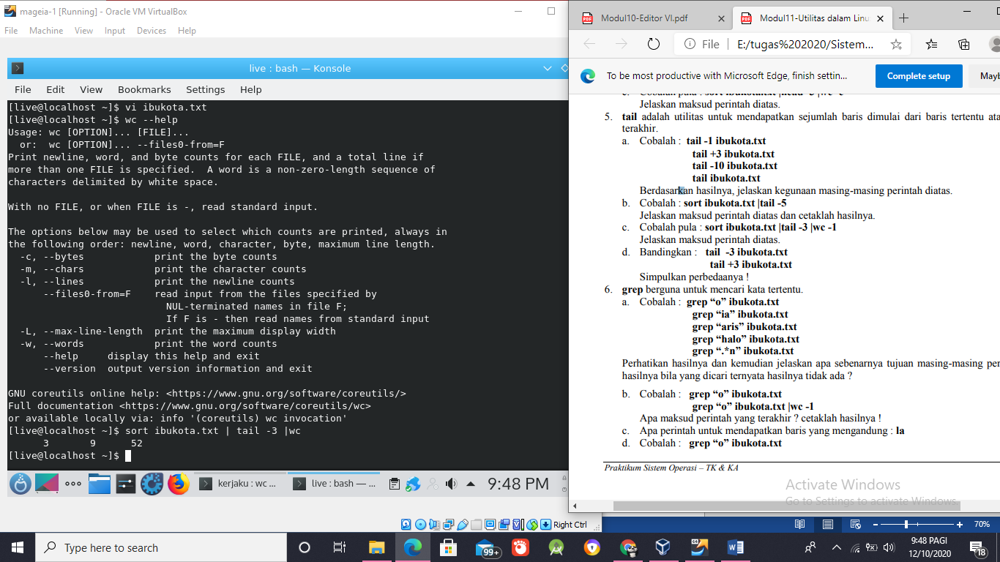 mageia-1 [Running] - Oracle VM VirtualBox
File Machine View Input Devices Help
live : bash — Konsole
File Edit View Bookmarks Settings Help
[live@localhost ~]$ vi ibukota.txt
[live@localhost ~]$ wc --help
Usage: wc [OPTION]... [FILE]...
or: wc [OPTION]... --files0-from=F
Print newline, word, and byte counts for each FILE, and a total line if
more than one FILE is specified. A word is a non-zero-length sequence of
characters delimited by white space.
With no FILE, or when FILE is -, read standard input.
The options below may be used to select which counts are printed, always in
the following order: newline, word, character, byte, maximum line length.
-c, --bytes print the byte counts
-m, --chars print the character counts
-l, --lines print the newline counts
--files0-from=F read input from the files specified by
NUL-terminated names in file F;
If F is - then read names from standard input
-L, --max-line-length print the maximum display width
-w, --words print the word counts
--help display this help and exit
--version output version information and exit
GNU coreutils online help: <https://www.gnu.org/software/coreutils/>
Full documentation <https://www.gnu.org/software/coreutils/wc>
or available locally via: info '(coreutils) wc invocation'
[live@localhost ~]$ sort ibukota.txt | tail -3 |wc
3 9 52
[live@localhost ~]$
kerjaku : wc ...
live : bash — ...
9:48 PM
Right Ctrl
Modul10-Editor VI.pdf
Modul11-Utilitas dalam Linu
File E:/tugas%202020/Sistem...
To be most productive with Microsoft Edge, finish settin...
Complete setup
Mayb
Jelaskan maksud perintah diatas.
5. tail adalah utilitas untuk mendapatkan sejumlah baris dimulai dari baris tertentu ata
terakhir.
a. Cobalah : tail -1 ibukota.txt
tail +3 ibukota.txt
tail -10 ibukota.txt
tail ibukota.txt
Berdasarkan hasilnya, jelaskan kegunaan masing-masing perintah diatas.
b. Cobalah : sort ibukota.txt |tail -5
Jelaskan maksud perintah diatas dan cetaklah hasilnya.
c. Cobalah pula : sort ibukota.txt |tail -3 |wc -1
Jelaskan maksud perintah diatas.
d. Bandingkan : tail -3 ibukota.txt
tail +3 ibukota.txt
Simpulkan perbedaanya !
6. grep berguna untuk mencari kata tertentu.
a. Cobalah : grep “o” ibukota.txt
grep “ia” ibukota.txt
grep “aris” ibukota.txt
grep “halo” ibukota.txt
grep “.*n” ibukota.txt
Perhatikan hasilnya dan kemudian jelaskan apa sebenarnya tujuan masing-masing per
hasilnya bila yang dicari ternyata hasilnya tidak ada ?
b. Cobalah : grep “o” ibukota.txt
grep “o” ibukota.txt |wc -1
Apa maksud perintah yang terakhir ? cetaklah hasilnya !
c. Apa perintah untuk mendapatkan baris yang mengandung : la
d. Cobalah : grep “o” ibukota.txt
Praktikum Sistem Operasi – TK & KA
Activate Windows
Go to Settings to activate Windows.
70%
Type here to search
99+
9:48 PAGI
12/10/2020
18